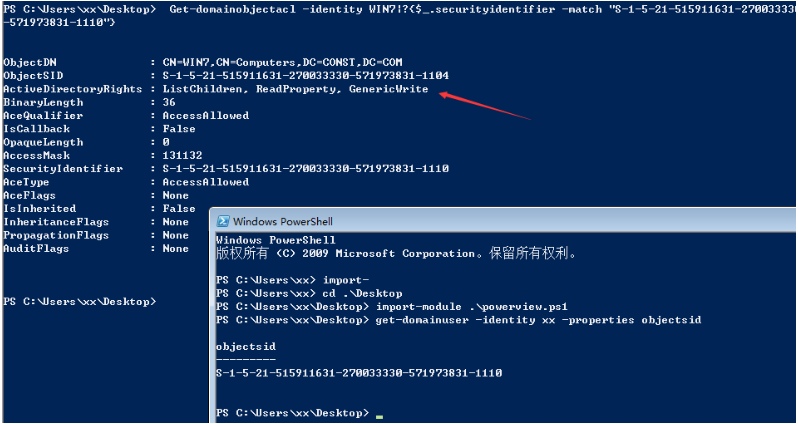 PS C:\Users\xx\Desktop>  Get-domainobjectacl -identity WIN7|?{$_.securityidentifier -match "S-1-5-21-515911631-270033330
-571973831-1110"}
ObjectDN              : CN=WIN7,CN=Computers,DC=CONST,DC=COM
ObjectSID             : S-1-5-21-515911631-270033330-571973831-1104
ActiveDirectoryRights : ListChildren, ReadProperty, GenericWrite
BinaryLength          : 36
AceQualifier          : AccessAllowed
IsCallback            : False
OpaqueLength          : 0
AccessMask            : 131132
SecurityIdentifier    : S-1-5-21-515911631-270033330-571973831-1110
AceType               : AccessAllowed
AceFlags              : None
IsInherited           : False
InheritanceFlags      : None
PropagationFlags      : None
AuditFlags            : None
PS C:\Users\xx\Desktop>
Windows PowerShell
Windows PowerShell
版权所有 (C) 2009 Microsoft Corporation。保留所有权利。
PS C:\Users\xx> import-
PS C:\Users\xx> cd .\Desktop
PS C:\Users\xx\Desktop> import-module .\powerview.ps1
PS C:\Users\xx\Desktop> get-domainuser -identity xx -properties objectsid
objectsid
---------
S-1-5-21-515911631-270033330-571973831-1110
PS C:\Users\xx\Desktop>